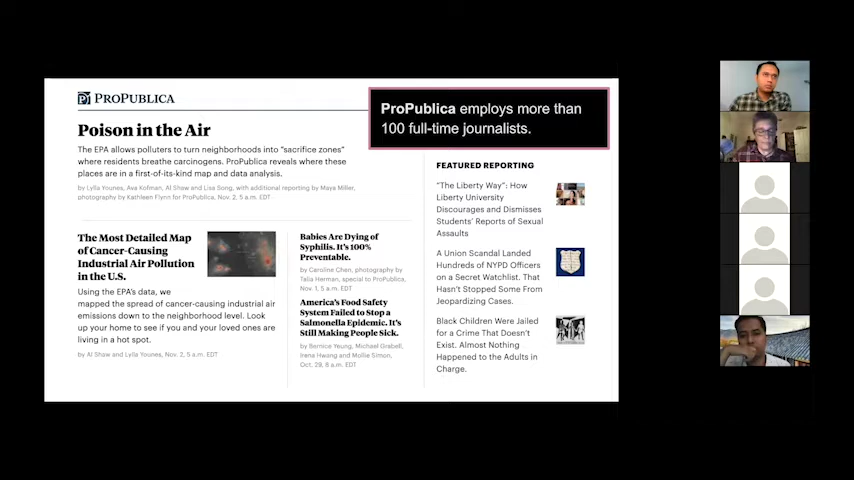 PROPUBLICA
ProPublica employs more than
100 full-time journalists.
Poison in the Air
The EPA allows polluters to turn neighborhoods into “sacrifice zones”
where residents breathe carcinogens. ProPublica reveals where these
places are in a first-of-its-kind map and data analysis.
by Lylla Younes, Ava Kofman, Al Shaw and Lisa Song, with additional reporting by Maya Miller,
photography by Kathleen Flynn for ProPublica, Nov. 2, 5 a.m. EDT
The Most Detailed Map
of Cancer-Causing
Industrial Air Pollution
in the U.S.
Using the EPA’s data, we
mapped the spread of cancer-causing industrial air
emissions down to the neighborhood level. Look
up your home to see if you and your loved ones are
living in a hot spot.
by Al Shaw and Lylla Younes, Nov. 2, 5 a.m. EDT
Babies Are Dying of
Syphilis. It’s 100%
Preventable.
by Caroline Chen, photography by
Talia Herman, special to ProPublica,
Nov. 1, 5 a.m. EDT
America’s Food Safety
System Failed to Stop a
Salmonella Epidemic. It’s
Still Making People Sick.
by Bernice Yeung, Michael Grabell,
Irena Hwang and Mollie Simon,
Oct. 29, 8 a.m. EDT
FEATURED REPORTING
“The Liberty Way”: How
Liberty University
Discourages and Dismisses
Students’ Reports of Sexual
Assaults
A Union Scandal Landed
Hundreds of NYPD Officers
on a Secret Watchlist. That
Hasn’t Stopped Some From
Jeopardizing Cases.
Black Children Were Jailed
for a Crime That Doesn’t
Exist. Almost Nothing
Happened to the Adults in
Charge.